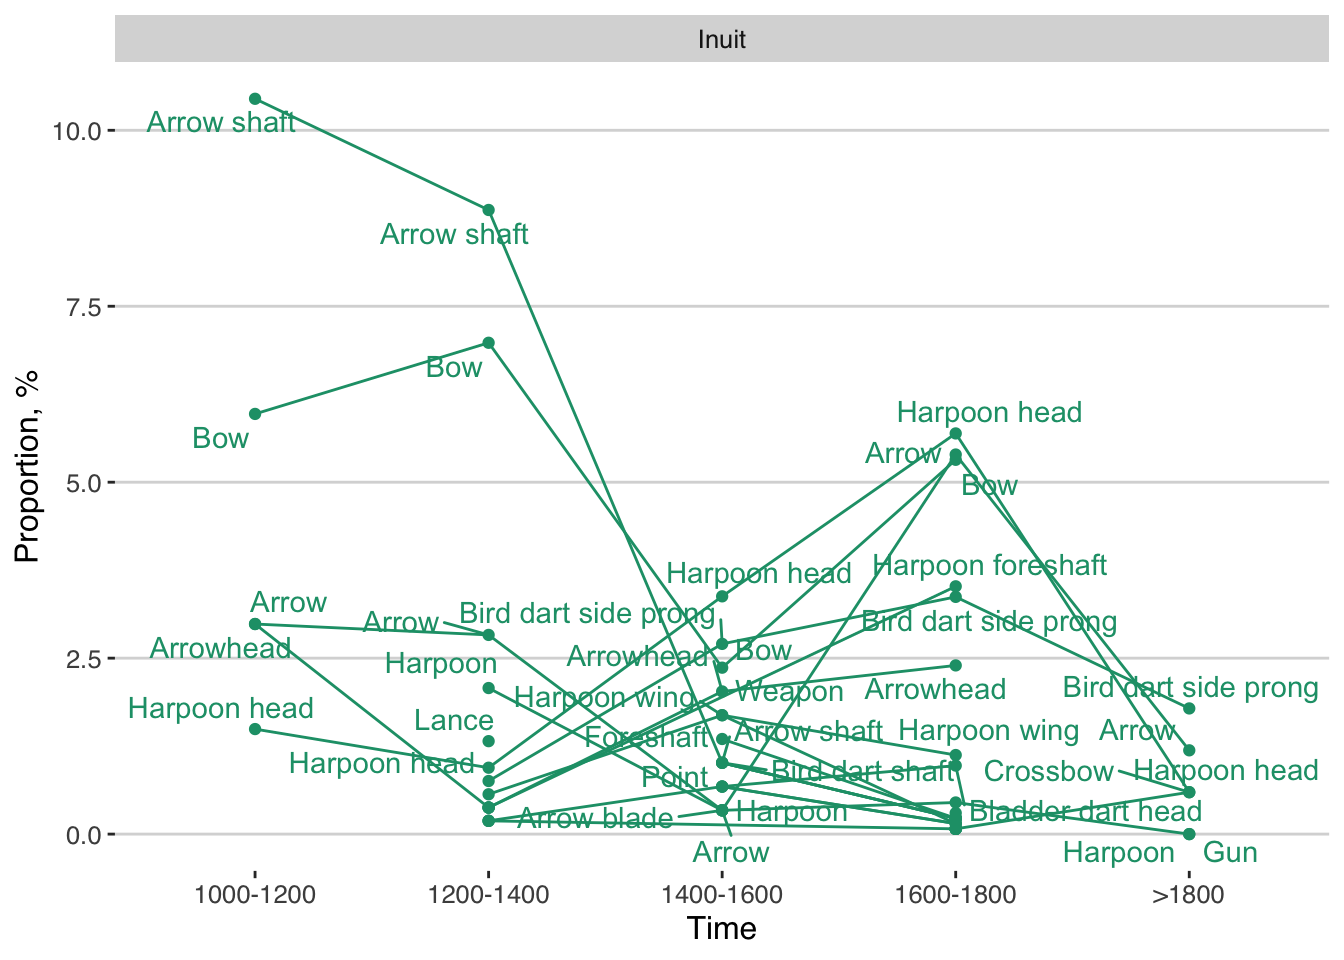 Inuit
Proportion, %
10.0
7.5
5.0
2.5
0.0
Arrow shaft
Arrow shaft
Bow
Bow
Harpoon head
Arrow
Bow
Harpoon foreshaft
Harpoon head
Arrow
Arrow
Bird dart side prong
Bird dart side prong
Arrowhead
Arrowhead
Bow
Harpoon
Harpoon wing
Weapon
Arrowhead
Bird dart side prong
Harpoon head
Lance
Foreshaft
Arrow shaft
Harpoon wing
Arrow
Harpoon head
Point
Bird dart shaft
Crossbow
Harpoon head
Arrow blade
Harpoon
Bladder dart head
Arrow
Harpoon
Gun
1000-1200
1200-1400
1400-1600
1600-1800
>1800
Time